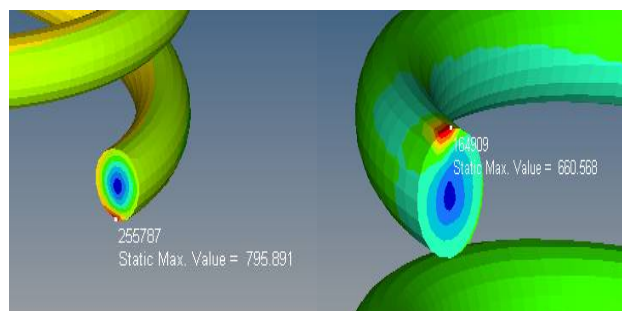 255787
Static Max. Value = 795.891
164909
Static Max. Value = 660.568